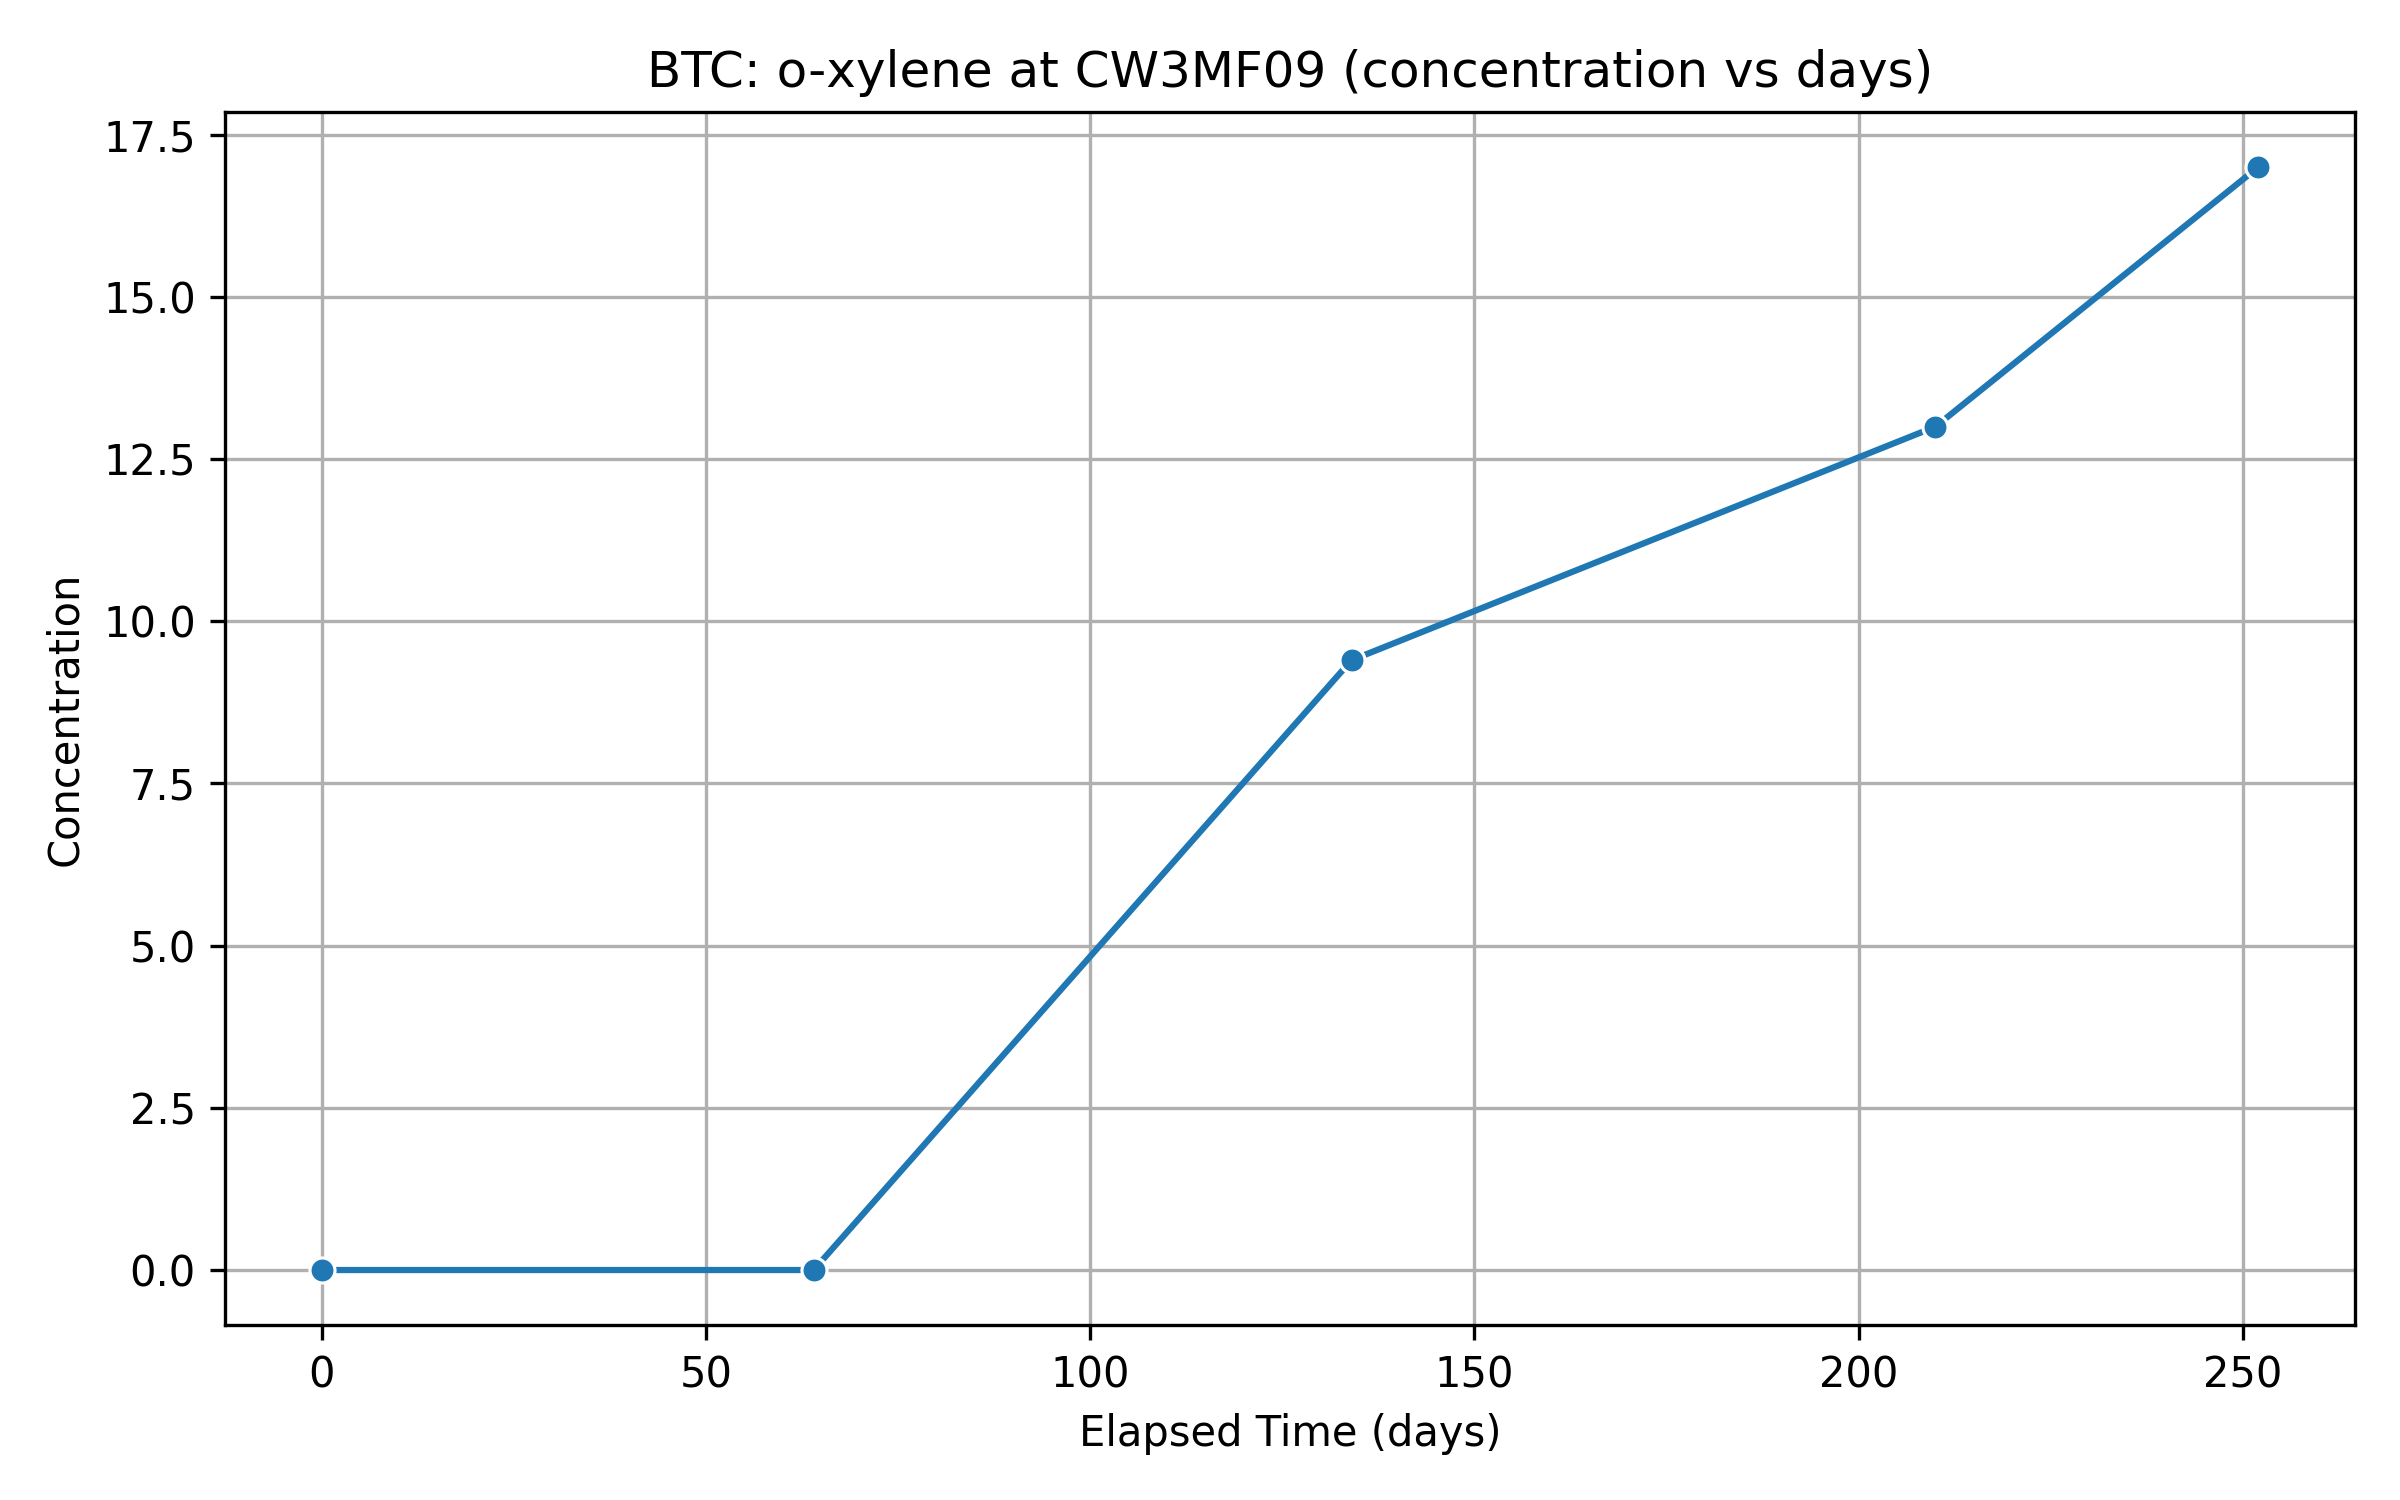 BTC: o-xylene at CW3MF09 (concentration vs days)
17.5
15.0
12.5
10.0
7.5
5.0
2.5
0.0
Concentration
0 50 100 150 200 250
Elapsed Time (days)